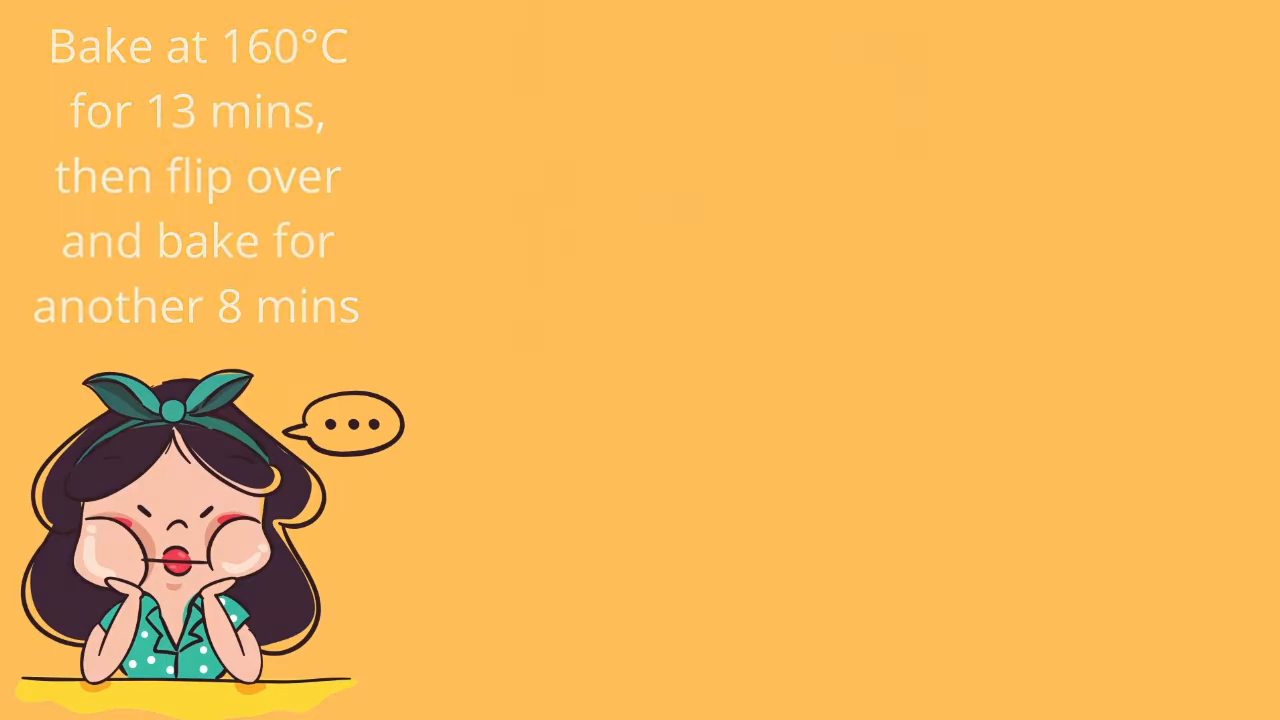 Bake at 160°C
for 13 mins,
then flip over
and bake for
another 8 mins